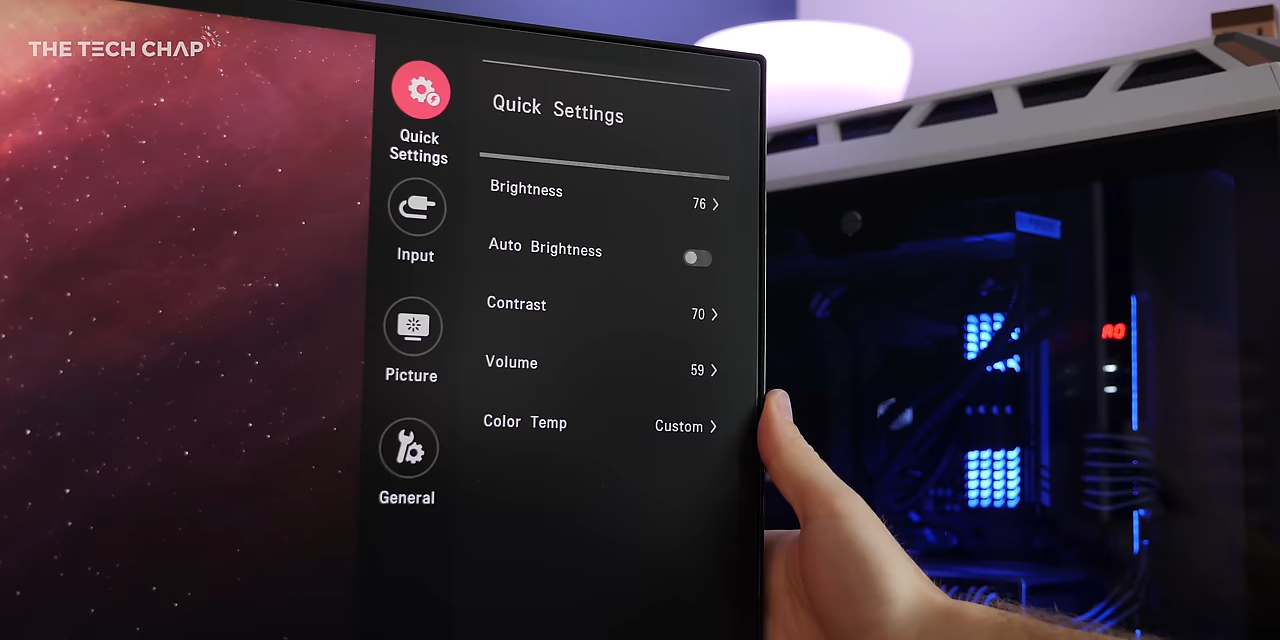 THE TECH CHAP
Quick Settings
Quick
Settings
Brightness 76
Auto Brightness
Input
Contrast 70
Volume 59
Picture
Color Temp Custom
General
A0